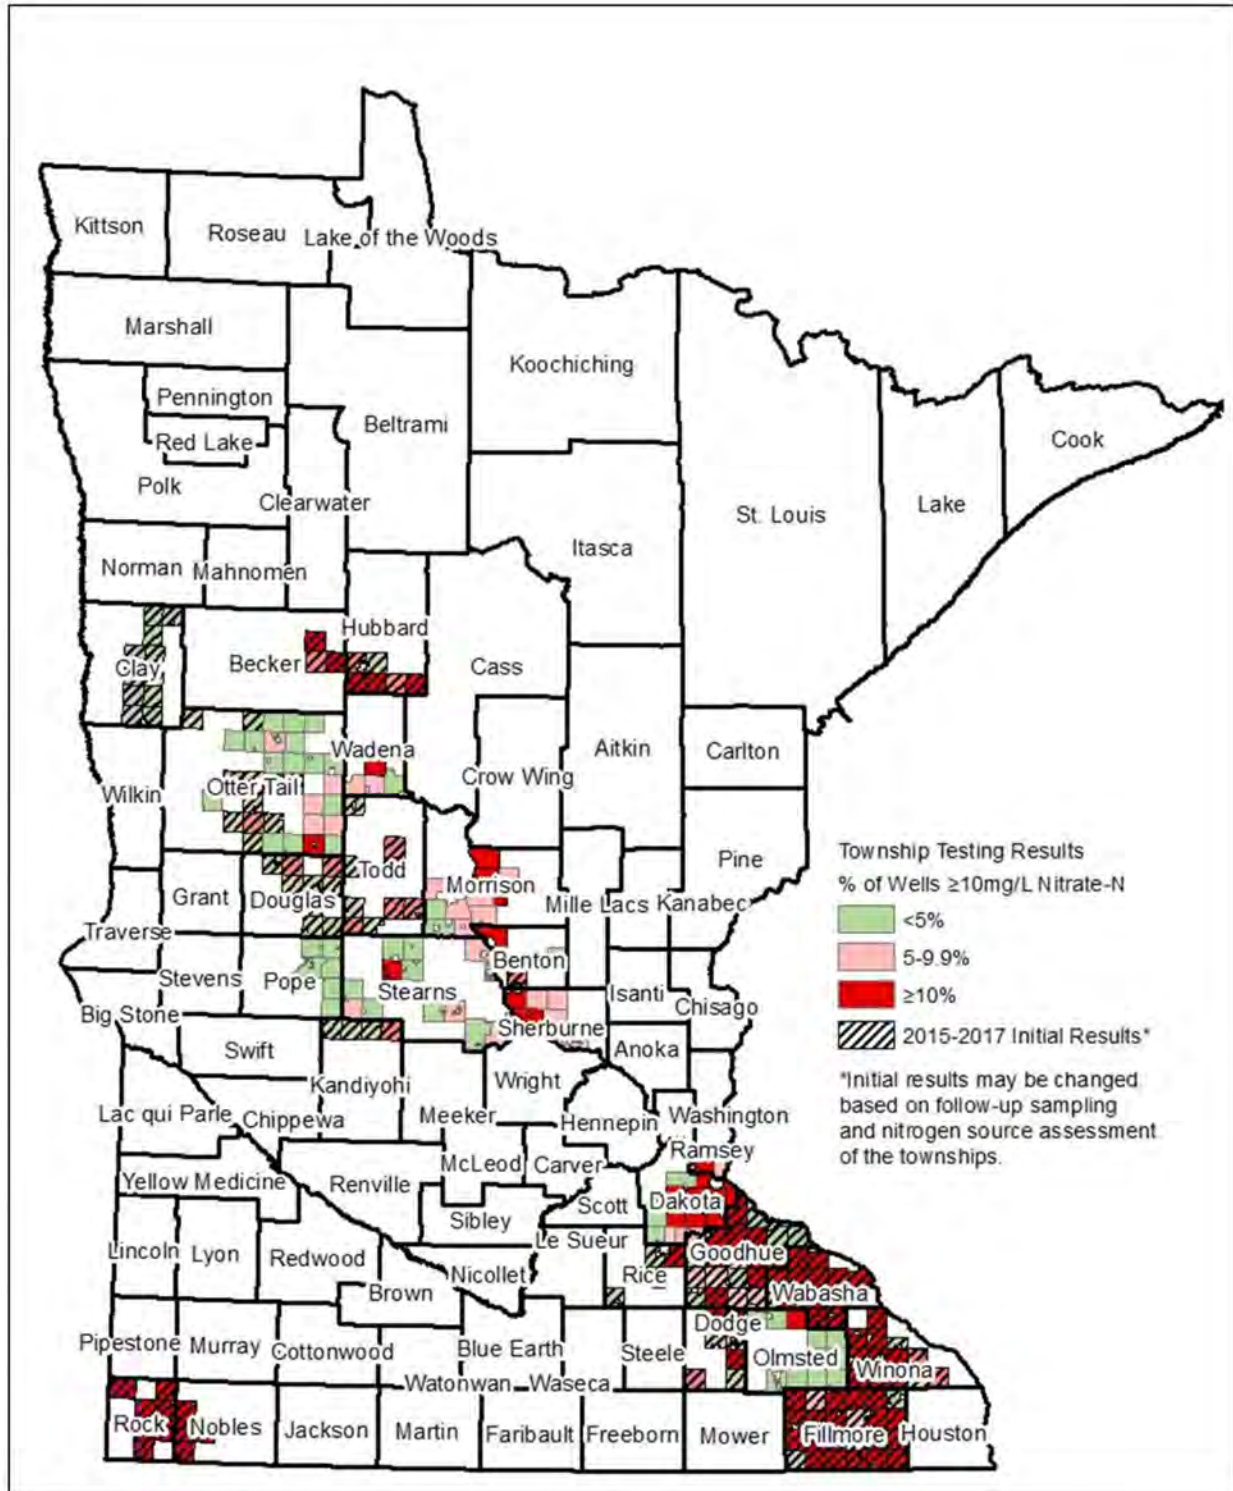 Kittson
Roseau
Lake of the Woods
Marshall
Koochiching
Pennington
Beltrami
Red Lake
Cook
Polk
Clearwater
St. Louis
Lake
Itasca
Norman
Mahnomen
Hubbard
Clay
Becker
Cass
Wadena
Aitkin
Carlton
Crow Wing
Otter Tail
Wilkin
Pine
Todd
Morrison
Grant
Douglas
Mille Lacs
Kanabec
Traverse
Benton
Stevens
Pope
Stearns
Isanti
Chisago
Big Stone
Sherburne
Swift
Anoka
Kandiyohi
Wright
Lac qui Parle
Chippewa
Meeker
Hennepin
Washington
Ramsey
McLeod
Carver
Yellow Medicine
Renville
Scott
Dakota
Sibley
Le Sueur
Lincoln
Lyon
Redwood
Goodhue
Nicollet
Rice
Brown
Wabasha
Dodge
Pipestone
Murray
Cottonwood
Blue Earth
Steele
Olmsted
Winona
Watonwan
Waseca
Rock
Nobles
Jackson
Martin
Faribault
Freeborn
Mower
Fillmore
Houston
Township Testing Results
% of Wells ≥10mg/L Nitrate-N
<5%
5-9.9%
≥10%
2015-2017 Initial Results*
*Initial results may be changed
based on follow-up sampling
and nitrogen source assessment
of the townships.